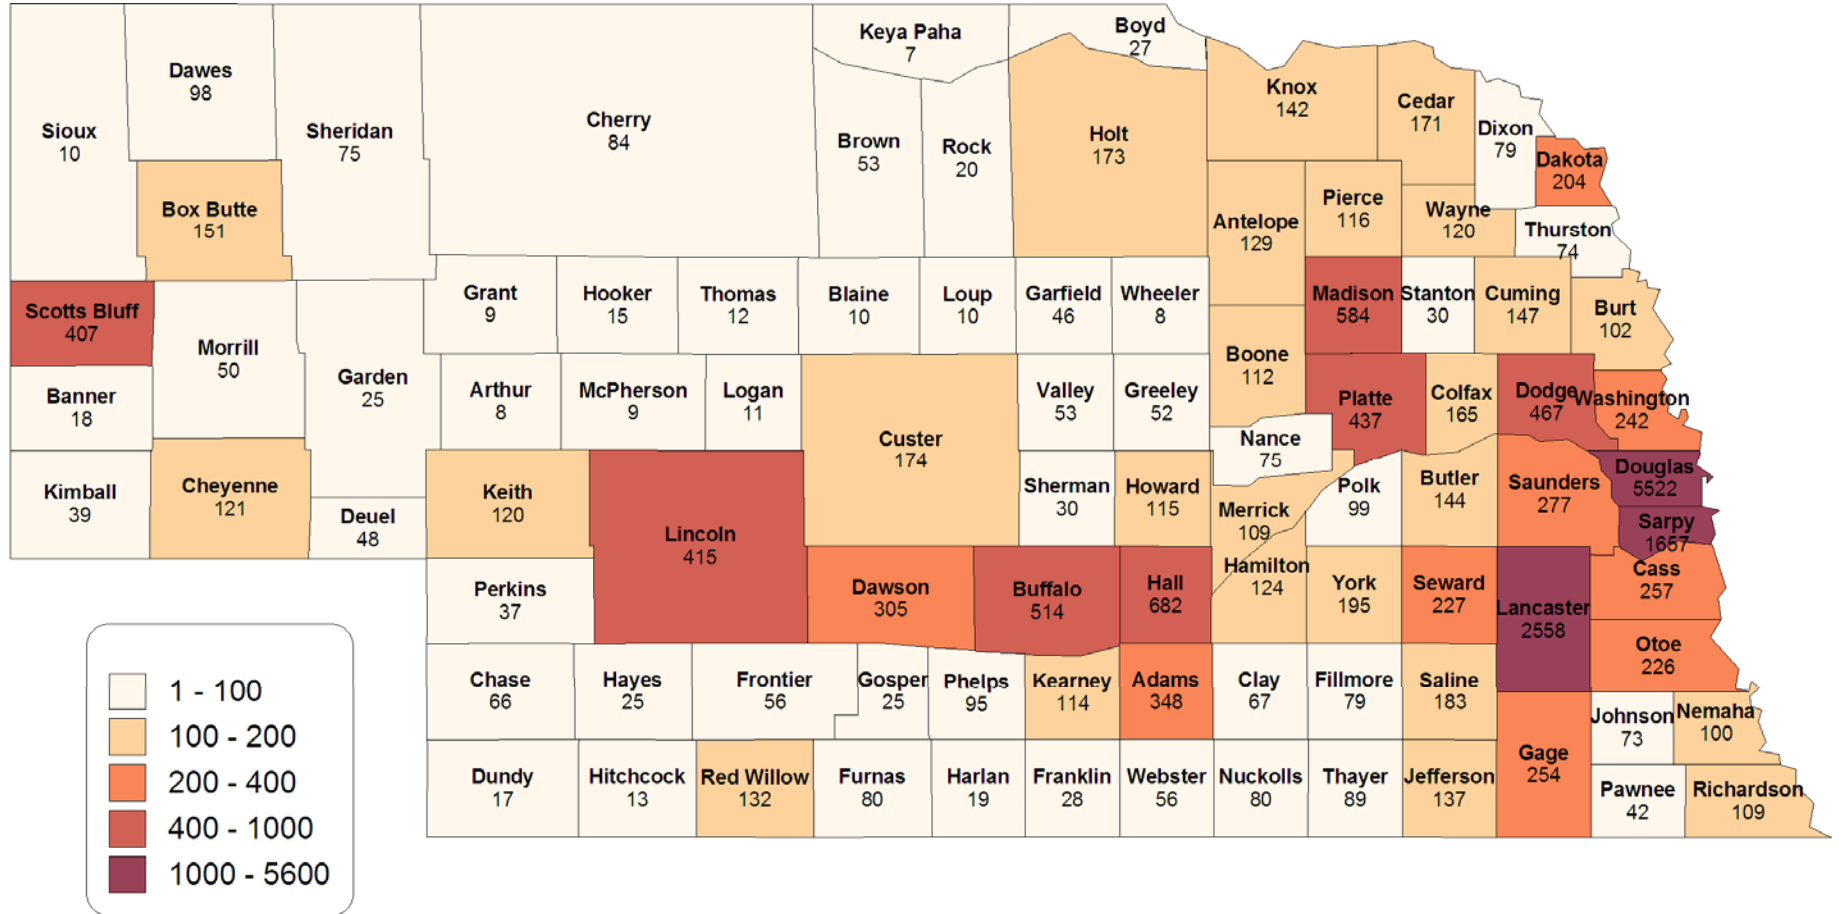 Keya Paha
7
Boyd
27
Dawes
98
Sioux
10
Sheridan
75
Cherry
84
Brown
53
Rock
20
Holt
173
Knox
142
Cedar
171
Dixon
79
Dakota
204
Box Butte
151
Antelope
129
Pierce
116
Wayne
120
Thurston
74
Scotts Bluff
407
Morrill
50
Garden
25
Banner
18
Grant
9
Hooker
15
Thomas
12
Blaine
10
Loup
10
Garfield
46
Wheeler
8
Madison
584
Stanton
30
Cuming
147
Burt
102
Boone
112
Arthur
8
McPherson
9
Logan
11
Custer
174
Valley
53
Greeley
52
Platte
437
Colfax
165
Dodge
467
Washington
242
Nance
75
Kimball
39
Cheyenne
121
Deuel
48
Keith
120
Lincoln
415
Sherman
30
Howard
115
Merrick
109
Polk
99
Butler
144
Saunders
277
Douglas
5522
Sarpy
1657
Perkins
37
Dawson
305
Buffalo
514
Hall
682
Hamilton
124
York
195
Seward
227
Lancaster
2558
Cass
257
Otoe
226
Chase
66
Hayes
25
Frontier
56
Gosper
25
Phelps
95
Kearney
114
Adams
348
Clay
67
Fillmore
79
Saline
183
Gage
254
Johnson
73
Nemaha
100
Dundy
17
Hitchcock
13
Red Willow
132
Furnas
80
Harlan
19
Franklin
28
Webster
56
Nuckolls
80
Thayer
89
Jefferson
137
Pawnee
42
Richardson
109
1 - 100
100 - 200
200 - 400
400 - 1000
1000 - 5600